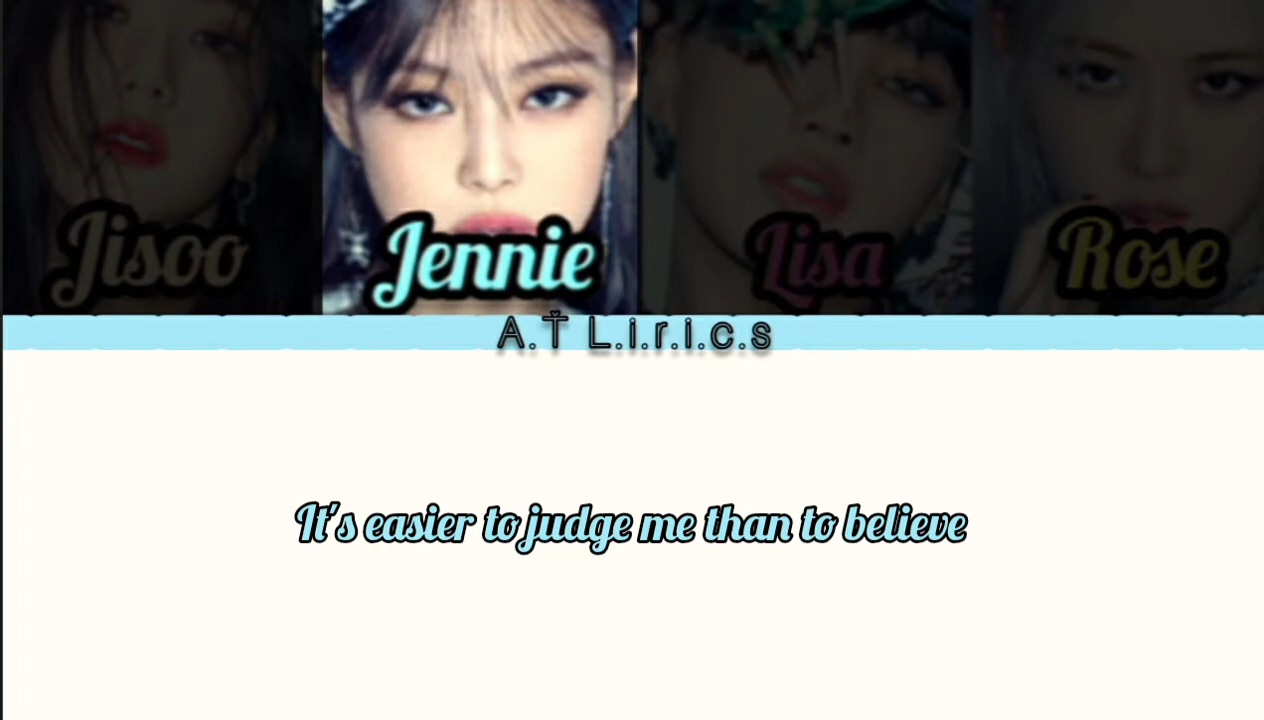 Jisoo Jennie Lisa Rose
A.Ť L.i.r.i.c.s
It's easier to judge me than to believe